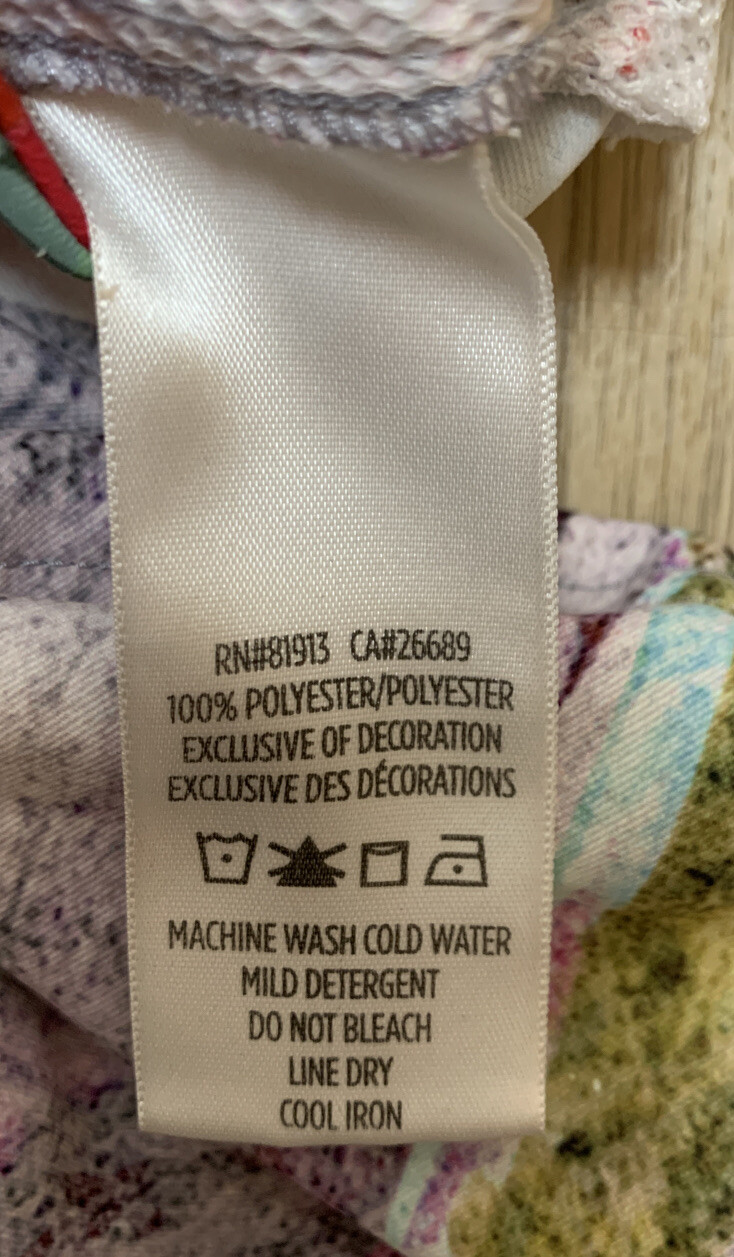 RN#81913 CA#26689
100% POLYESTER/POLYESTER
EXCLUSIVE OF DECORATION
EXCLUSIVE DES DÉCORATIONS
MACHINE WASH COLD WATER
MILD DETERGENT
DO NOT BLEACH
LINE DRY
COOL IRON